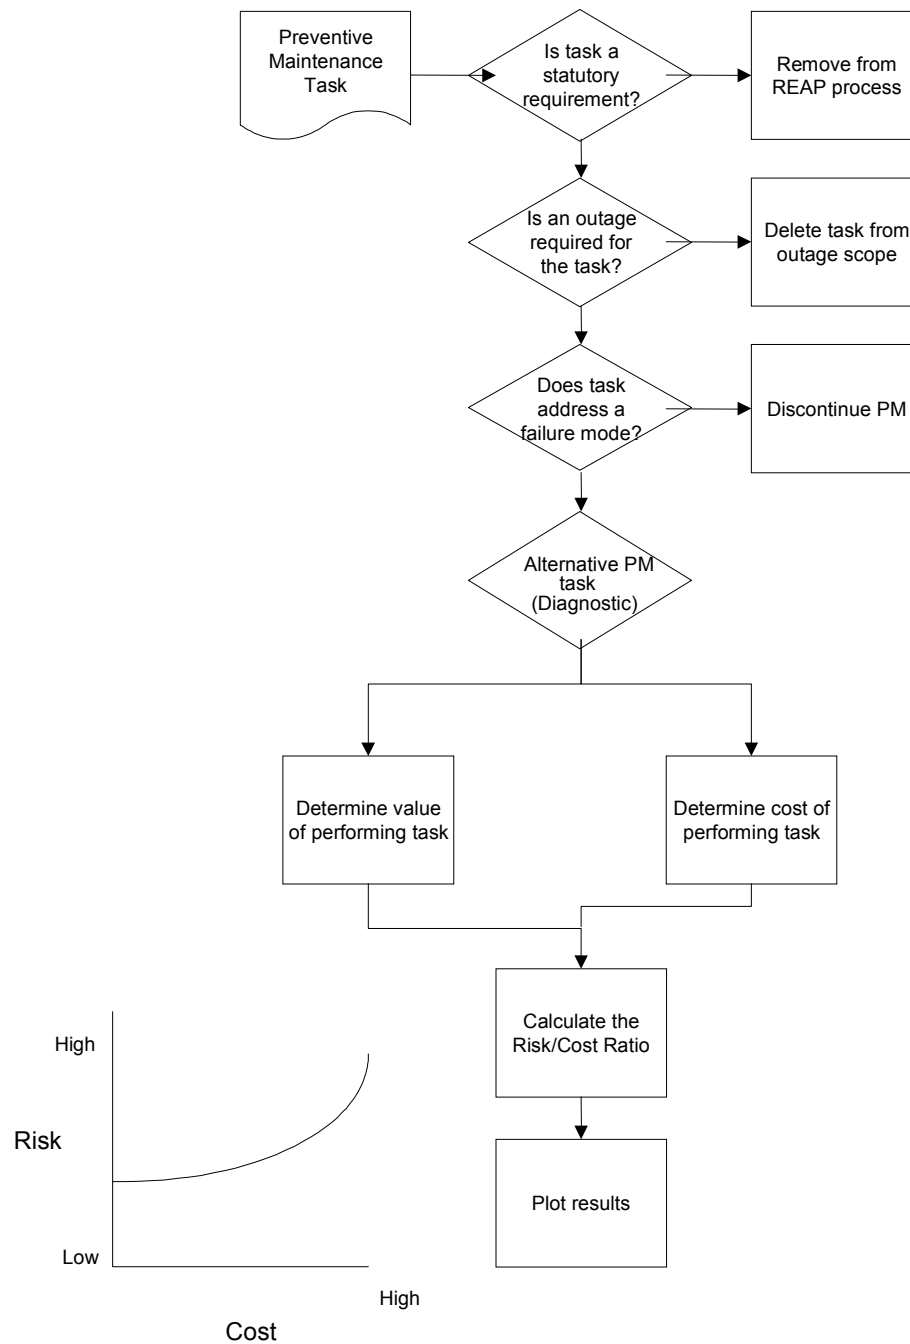 Preventive
Maintenance
Task
Is task a
statutory
requirement?
Remove from
REAP process
Is an outage
required for
the task?
Delete task from
outage scope
Does task
address a
failure mode?
Discontinue PM
Alternative PM
task
(Diagnostic)
Determine value
of performing task
Determine cost of
performing task
Calculate the
Risk/Cost Ratio
Plot results
High
Risk
Low
High
Cost